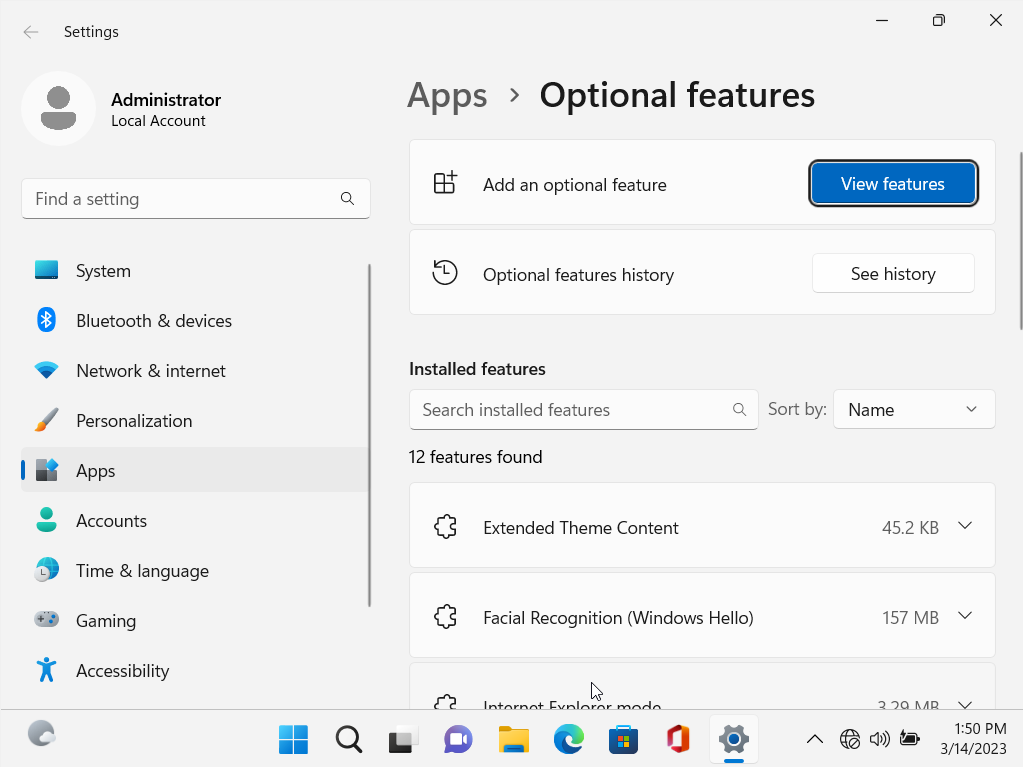 Settings
Administrator
Local Account
Find a setting
System
Bluetooth & devices
Network & internet
Personalization
Apps
Accounts
Time & language
Gaming
Accessibility
Apps > Optional features
Add an optional feature
View features
Optional features history
See history
Installed features
Search installed features
Sort by: Name
12 features found
Extended Theme Content 45.2 KB
Facial Recognition (Windows Hello) 157 MB
Internet Explorer mode 3.29 MB
1:50 PM
3/14/2023